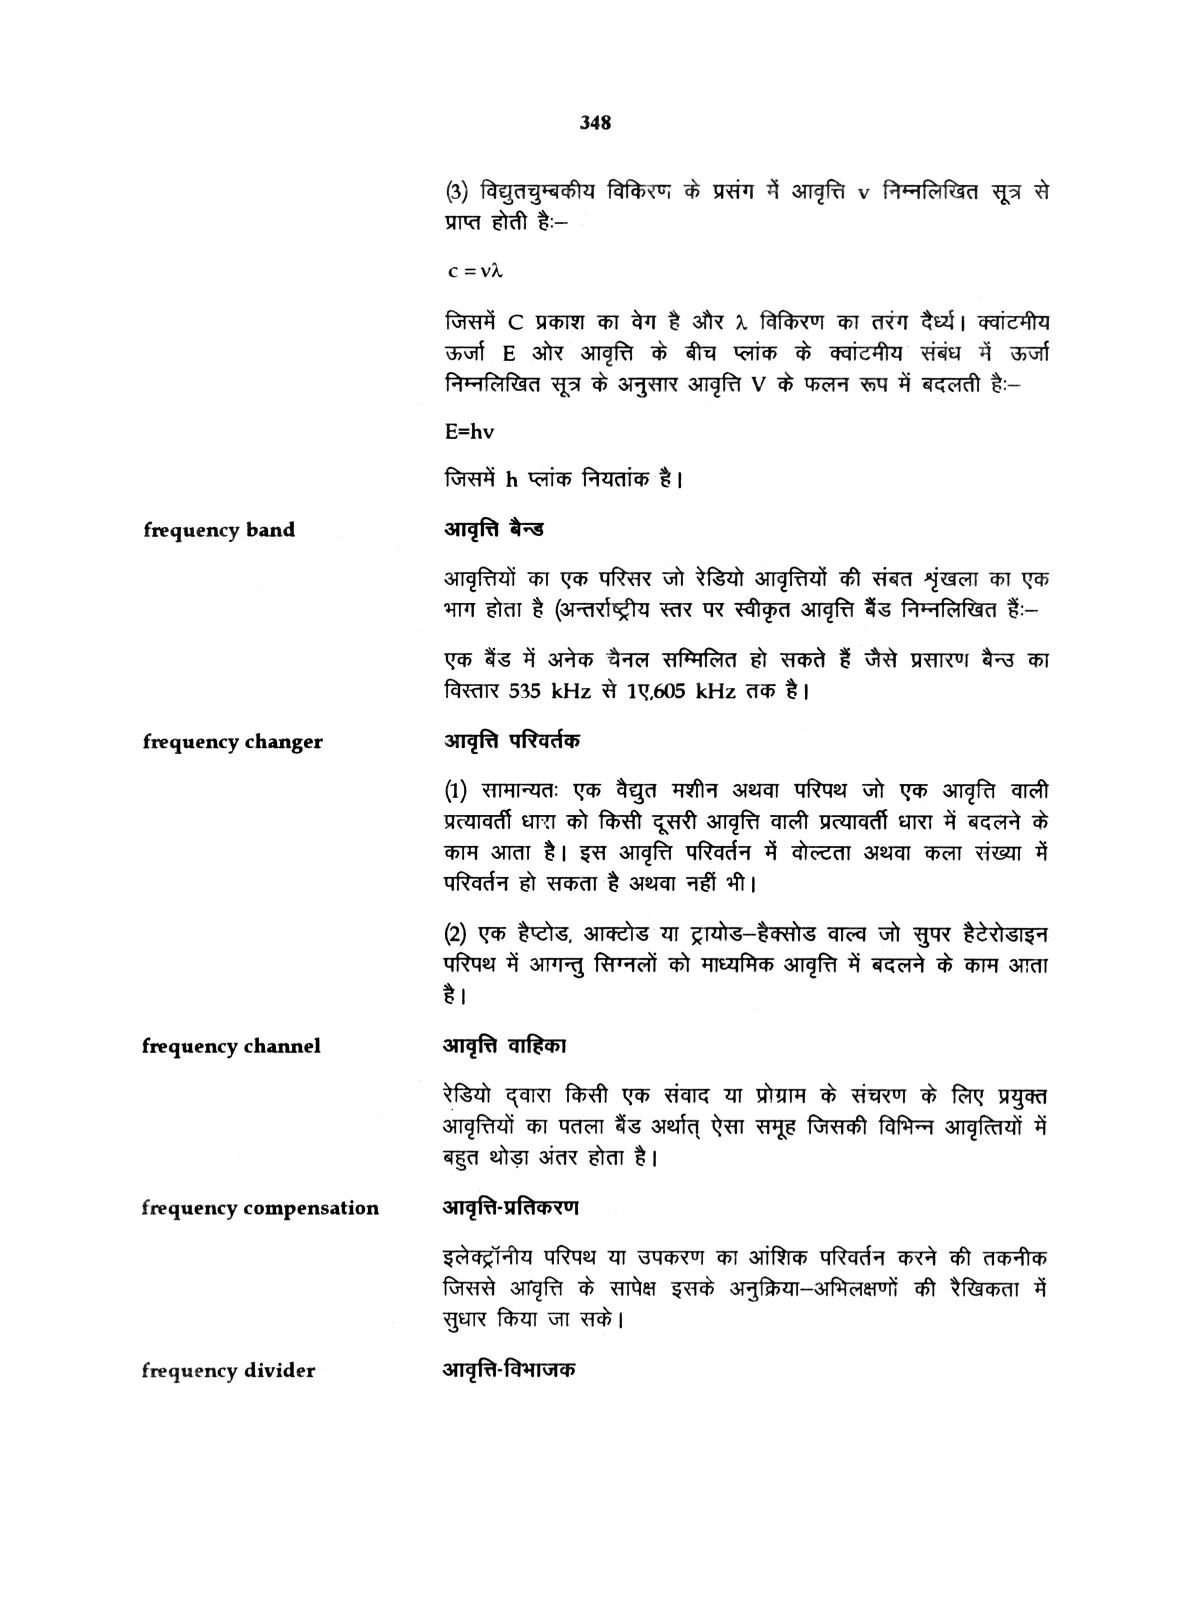 348
(3) विद्युतचुम्बकीय विकिरण के प्रसंग में आवृत्ति v निम्नलिखित सूत्र से
प्राप्त होती है:–
c = vλ
जिसमें C प्रकाश का वेग है और λ विकिरण का तरंग दैर्ध्य। क्वांटमीय
ऊर्जा E ओर आवृत्ति के बीच प्लांक के क्वांटमीय संबंध में ऊर्जा
निम्नलिखित सूत्र के अनुसार आवृत्ति V के फलन रूप में बदलती है:–
E=hv
जिसमें h प्लांक नियतांक है।
frequency band आवृत्ति बैन्ड
आवृत्तियों का एक परिसर जो रेडियो आवृत्तियों की संबत शृंखला का एक
भाग होता है (अन्तर्राष्ट्रीय स्तर पर स्वीकृत आवृत्ति बैंड निम्नलिखित हैं:–
एक बैंड में अनेक चैनल सम्मिलित हो सकते हैं जैसे प्रसारण बैन्उ का
विस्तार 535 kHz से 1ए,605 kHz तक है।
frequency changer आवृत्ति परिवर्तक
(1) सामान्यतः एक वैद्युत मशीन अथवा परिपथ जो एक आवृत्ति वाली
प्रत्यावर्ती धारा को किसी दूसरी आवृत्ति वाली प्रत्यावर्ती धारा में बदलने के
काम आता है। इस आवृत्ति परिवर्तन में वोल्टता अथवा कला संख्या में
परिवर्तन हो सकता है अथवा नहीं भी।
(2) एक हैप्टोड, आक्टोड या ट्रायोड–हैक्सोड वाल्व जो सुपर हैटेरोडाइन
परिपथ में आगन्तु सिग्नलों को माध्यमिक आवृत्ति में बदलने के काम आता
है।
frequency channel आवृत्ति वाहिका
रेडियो द्वारा किसी एक संवाद या प्रोग्राम के संचरण के लिए प्रयुक्त
आवृत्तियों का पतला बैंड अर्थात् ऐसा समूह जिसकी विभिन्न आवृत्तियों में
बहुत थोड़ा अंतर होता है।
frequency compensation आवृत्ति-प्रतिकरण
इलेक्ट्रॉनीय परिपथ या उपकरण का आंशिक परिवर्तन करने की तकनीक
जिससे आवृत्ति के सापेक्ष इसके अनुक्रिया–अभिलक्षणों की रैखिकता में
सुधार किया जा सके।
frequency divider आवृत्ति-विभाजक